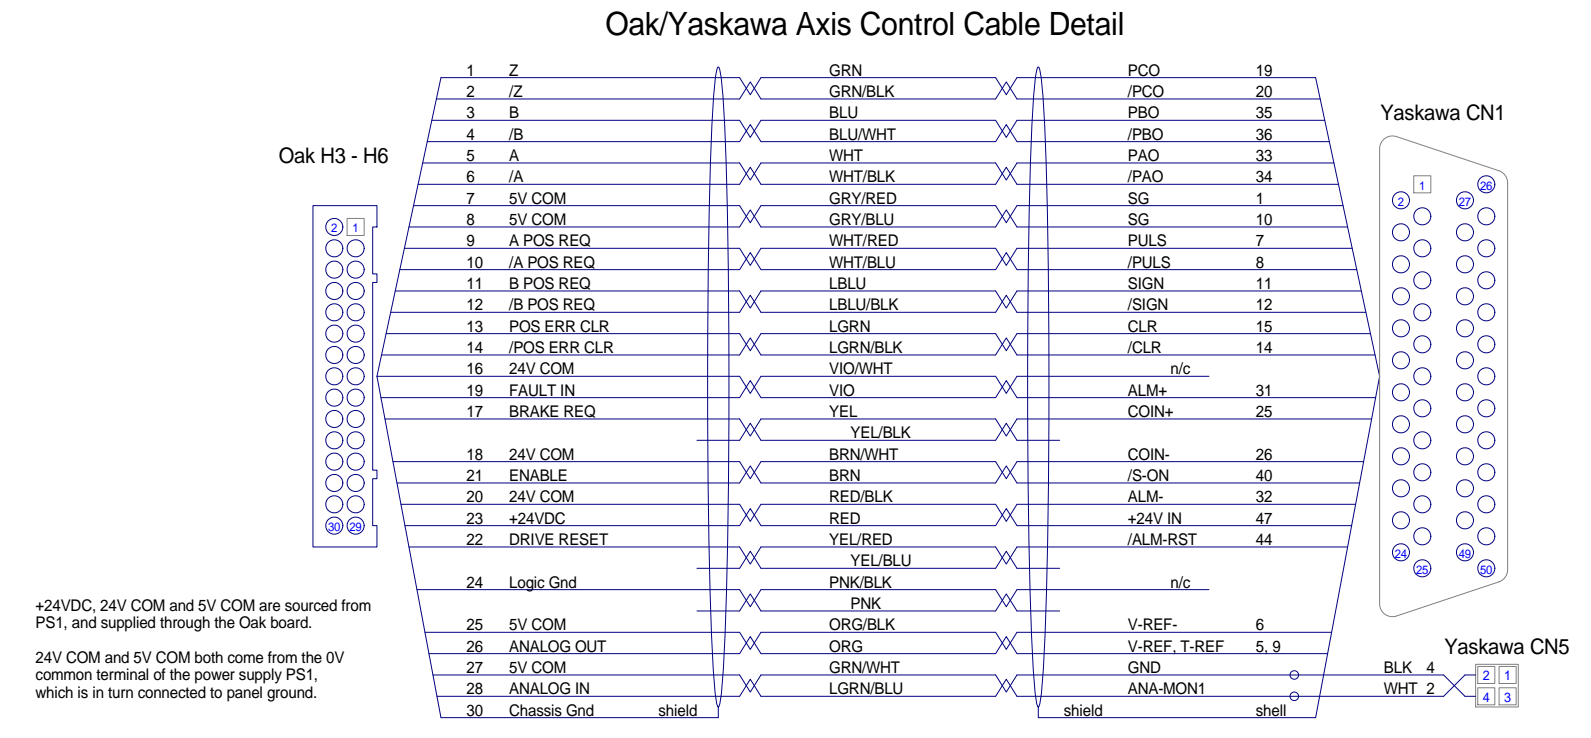 Oak/Yaskawa Axis Control Cable Detail
Oak H3 - H6
Yaskawa CN1
1 Z GRN PCO 19
2 /Z GRN/BLK /PCO 20
3 B BLU PBO 35
4 /B BLU/WHT /PBO 36
5 A WHT PAO 33
6 /A WHT/BLK /PAO 34
7 5V COM GRY/RED SG 1
8 5V COM GRY/BLU SG 10
9 A POS REQ WHT/RED PULS 7
10 /A POS REQ WHT/BLU /PULS 8
11 B POS REQ LBLU SIGN 11
12 /B POS REQ LBLU/BLK /SIGN 12
13 POS ERR CLR LGRN CLR 15
14 /POS ERR CLR LGRN/BLK /CLR 14
16 24V COM VIO/WHT n/c
19 FAULT IN VIO ALM+ 31
17 BRAKE REQ YEL COIN+ 25
YEL/BLK
18 24V COM BRN/WHT COIN- 26
21 ENABLE BRN /S-ON 40
20 24V COM RED/BLK ALM- 32
23 +24VDC RED +24V IN 47
22 DRIVE RESET YEL/RED /ALM-RST 44
YEL/BLU
24 Logic Gnd PNK/BLK n/c
PNK
25 5V COM ORG/BLK V-REF- 6
26 ANALOG OUT ORG V-REF, T-REF 5, 9
27 5V COM GRN/WHT GND BLK 4
28 ANALOG IN LGRN/BLU ANA-MON1 WHT 2
30 Chassis Gnd shield shield shell
2 1
30 29
1 26
2 27
24 49
25 50
Yaskawa CN5
2 1
4 3
+24VDC, 24V COM and 5V COM are sourced from
PS1, and supplied through the Oak board.
24V COM and 5V COM both come from the 0V
common terminal of the power supply PS1,
which is in turn connected to panel ground.